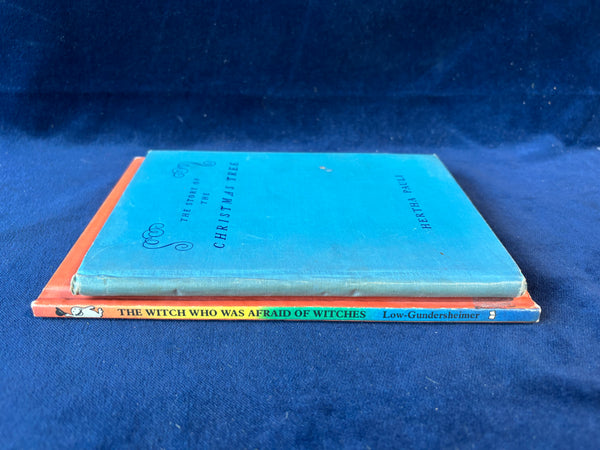 THE STORY OF
THE
CHRISTMAS TREE
HERTHA PAULI
THE WITCH WHO WAS AFRAID OF WITCHES Low-Gundersheimer